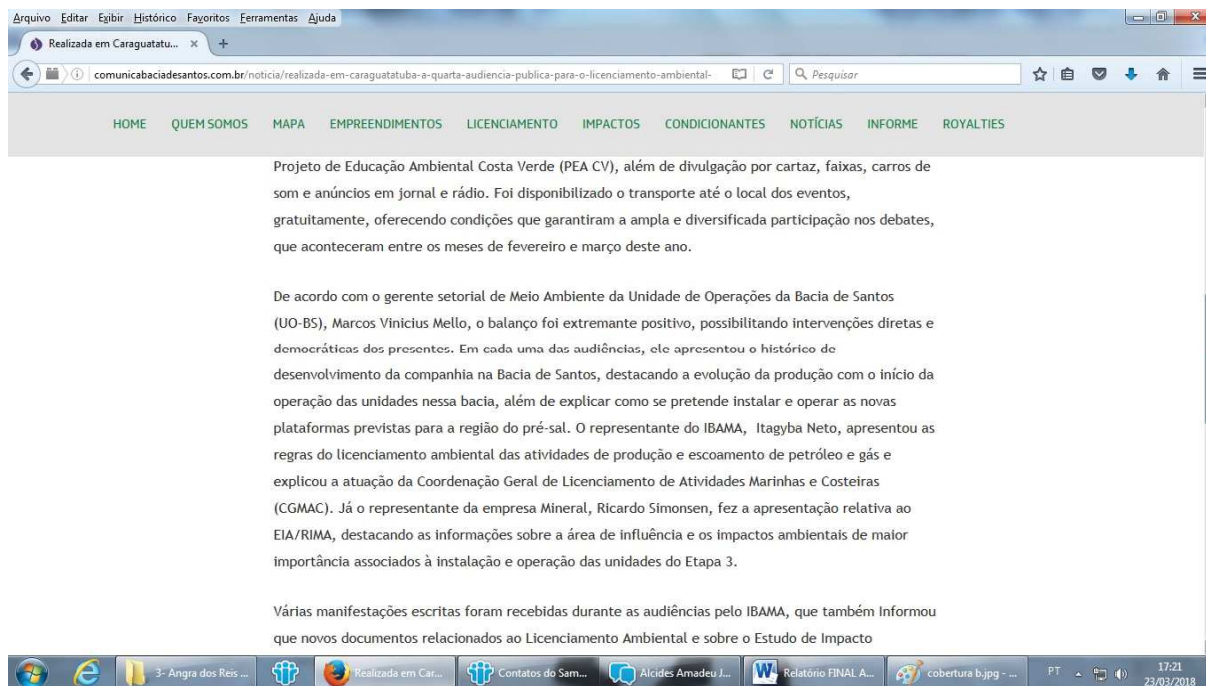 Arquivo Editar Exibir Histórico Favoritos Ferramentas Ajuda
Realizada em Caraguatatu... × +
comunicabaciadesantos.com.br/noticia/realizada-em-caraguatatuba-a-quarta-audiencia-publica-para-o-licenciamento-ambiental- Pesquisar
HOME QUEM SOMOS MAPA EMPREENDIMENTOS LICENCIAMENTO IMPACTOS CONDICIONANTES NOTÍCIAS INFORME ROYALTIES
Projeto de Educação Ambiental Costa Verde (PEA CV), além de divulgação por cartaz, faixas, carros de
som e anúncios em jornal e rádio. Foi disponibilizado o transporte até o local dos eventos,
gratuitamente, oferecendo condições que garantiram a ampla e diversificada participação nos debates,
que aconteceram entre os meses de fevereiro e março deste ano.
De acordo com o gerente setorial de Meio Ambiente da Unidade de Operações da Bacia de Santos
(UO-BS), Marcos Vinicius Mello, o balanço foi extremante positivo, possibilitando intervenções diretas e
democráticas dos presentes. Em cada uma das audiências, ele apresentou o histórico de
desenvolvimento da companhia na Bacia de Santos, destacando a evolução da produção com o início da
operação das unidades nessa bacia, além de explicar como se pretende instalar e operar as novas
plataformas previstas para a região do pré-sal. O representante do IBAMA, Itagyba Neto, apresentou as
regras do licenciamento ambiental das atividades de produção e escoamento de petróleo e gás e
explicou a atuação da Coordenação Geral de Licenciamento de Atividades Marinhas e Costeiras
(CGMAC). Já o representante da empresa Mineral, Ricardo Simonsen, fez a apresentação relativa ao
EIA/RIMA, destacando as informações sobre a área de influência e os impactos ambientais de maior
importância associados à instalação e operação das unidades do Etapa 3.
Várias manifestações escritas foram recebidas durante as audiências pelo IBAMA, que também Informou
que novos documentos relacionados ao Licenciamento Ambiental e sobre o Estudo de Impacto
3- Angra dos Reis ... Realizada em Car... Contatos do Sam... Alcides Amadeu J... Relatório FINAL A... cobertura b.jpg - ... PT 17:21
23/03/2018